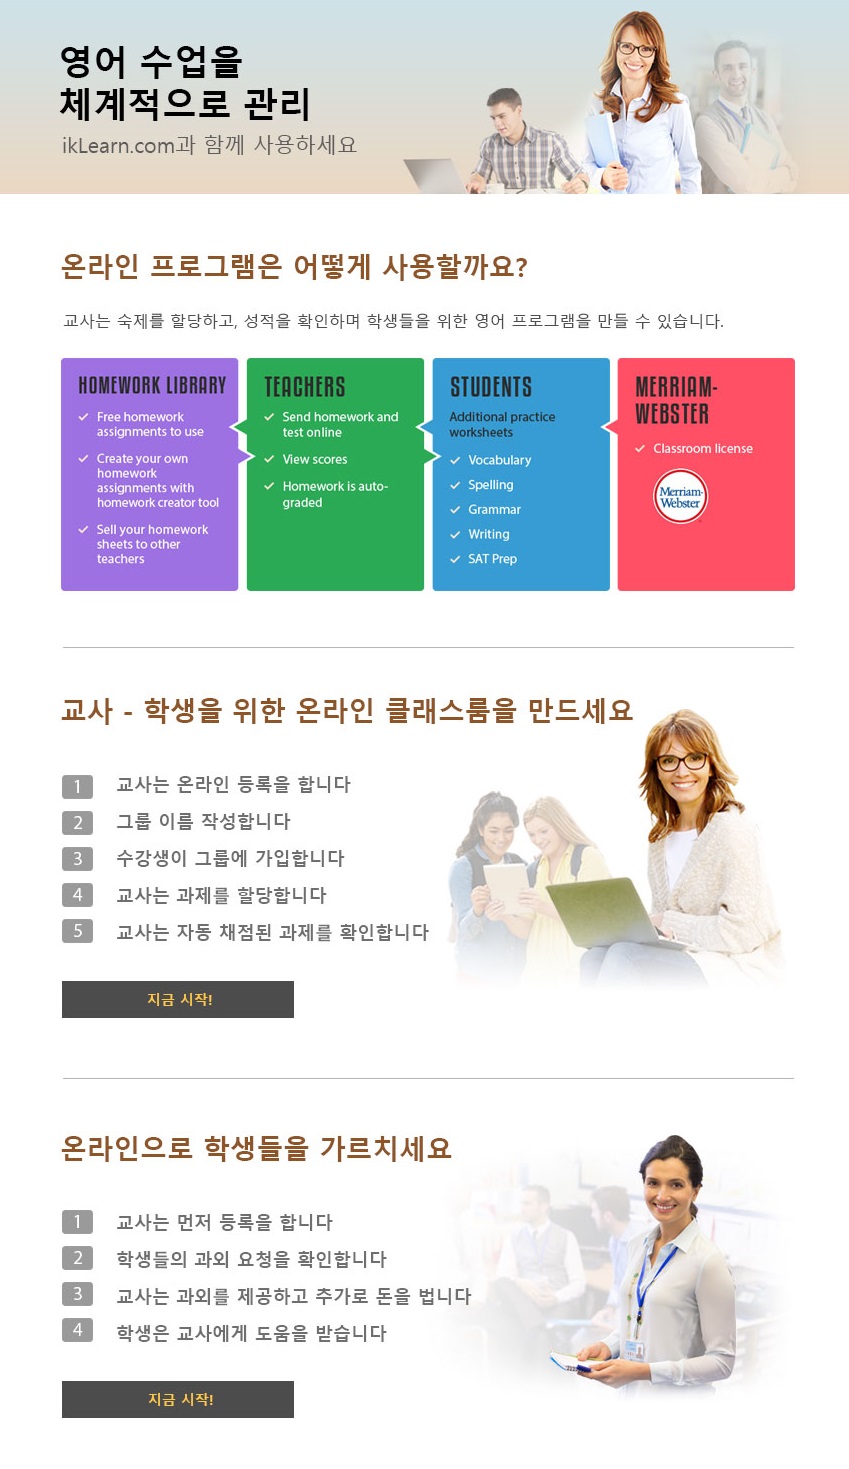 영어 수업을
체계적으로 관리
ikLearn.com과 함께 사용하세요
온라인 프로그램은 어떻게 사용할까요?
교사는 숙제를 할당하고, 성적을 확인하며 학생들을 위한 영어 프로그램을 만들 수 있습니다.
HOMEWORK LIBRARY
Free homework
assignments to use
Create your own
homework
assignments with
homework creator tool
Sell your homework
sheets to other
teachers
TEACHERS
Send homework and
test online
View scores
Homework is auto-
graded
STUDENTS
Additional practice
worksheets
Vocabulary
Spelling
Grammar
Writing
SAT Prep
MERRIAM-
WEBSTER
Classroom license
Merriam-
Webster
교사 - 학생을 위한 온라인 클래스룸을 만드세요
1 교사는 온라인 등록을 합니다
2 그룹 이름 작성합니다
3 수강생이 그룹에 가입합니다
4 교사는 과제를 할당합니다
5 교사는 자동 채점된 과제를 확인합니다
지금 시작!
온라인으로 학생들을 가르치세요
1 교사는 먼저 등록을 합니다
2 학생들의 과외 요청을 확인합니다
3 교사는 과외를 제공하고 추가로 돈을 법니다
4 학생은 교사에게 도움을 받습니다
지금 시작!